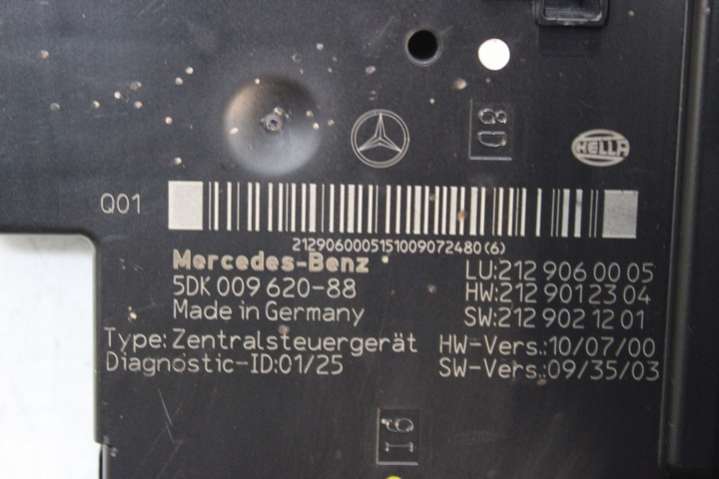 08
HELLA
Q01
2129060005151009072480(6)
Mercedes-Benz
LU:212 906 00 05
5DK 009 620-88
HW:212 901 23 04
Made in Germany
SW:212 902 12 01
Type: Zentralsteuergerät
HW-Vers.:10/07/00
Diagnostic-ID:01/25
SW-Vers.:09/35/03